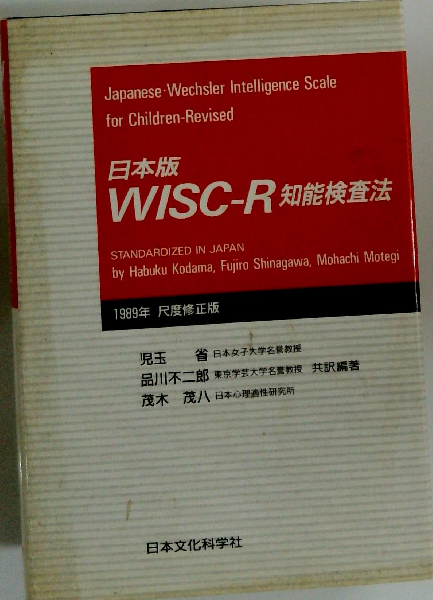 Japanese-Wechsler Intelligence Scale
for Children-Revised
日本版
WISC-R 知能検査法
STANDARDIZED IN JAPAN
by Habuku Kodama, Fujiro Shinagawa, Mohachi Motegi
1989年 尺度修正版
児玉 省 日本女子大学名誉教授
品川不二郎 東京学芸大学名誉教授 共訳編著
茂木 茂八 日本心理適性研究所
日本文化科学社